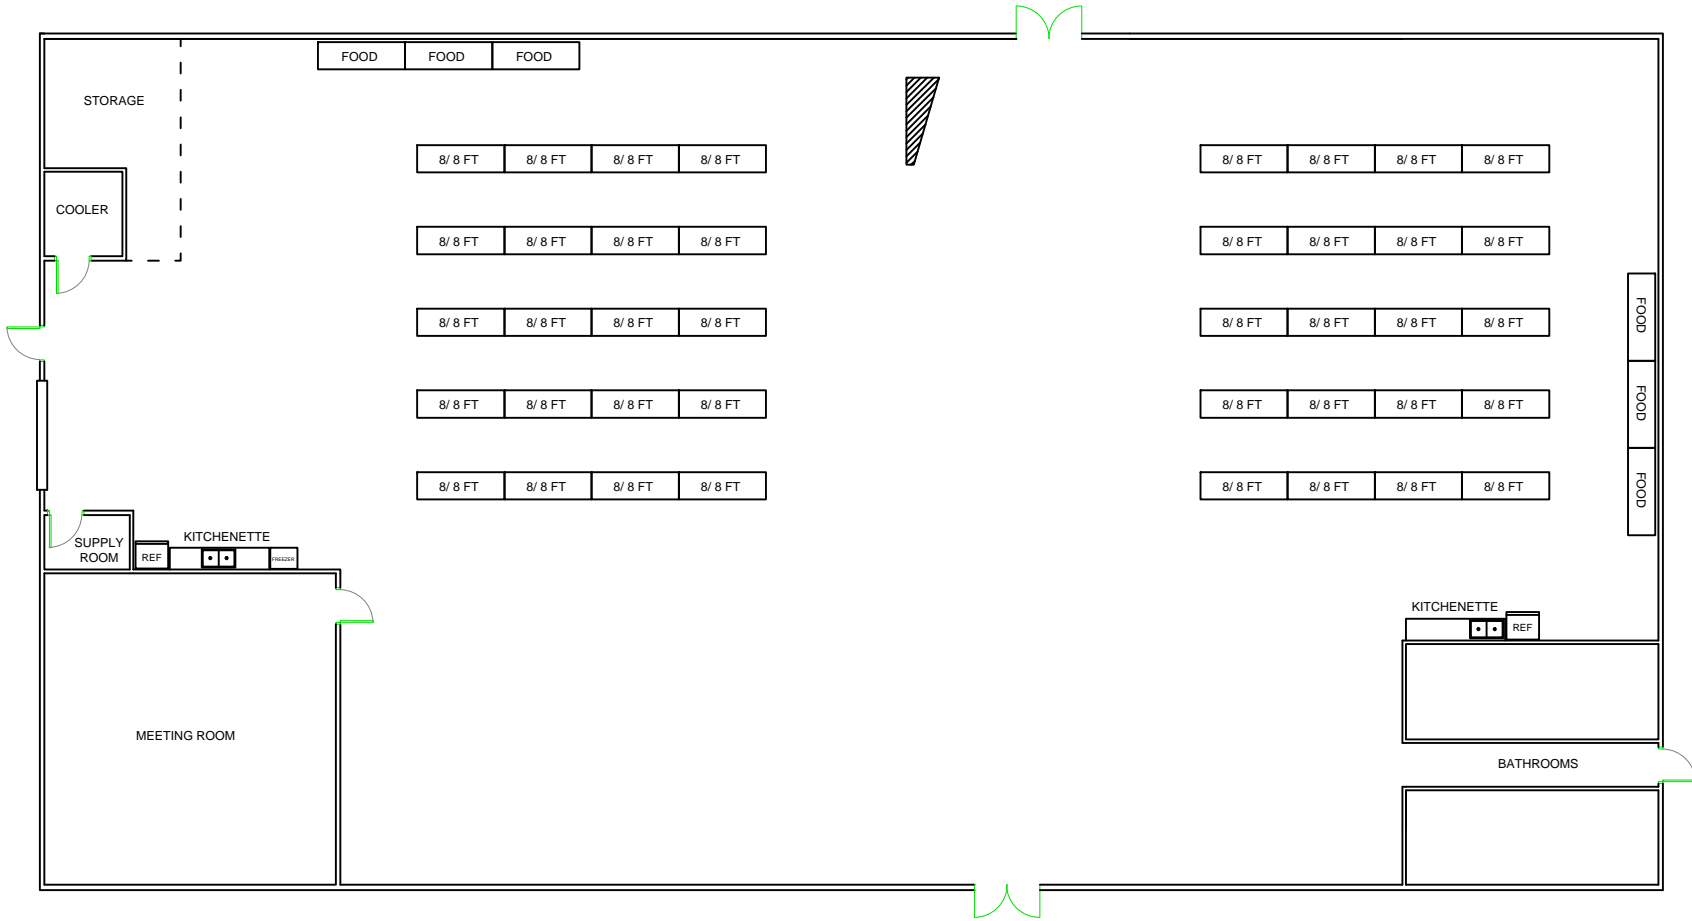 FOOD FOOD FOOD
STORAGE
8/ 8 FT 8/ 8 FT 8/ 8 FT 8/ 8 FT 8/ 8 FT 8/ 8 FT 8/ 8 FT 8/ 8 FT
COOLER
8/ 8 FT 8/ 8 FT 8/ 8 FT 8/ 8 FT 8/ 8 FT 8/ 8 FT 8/ 8 FT 8/ 8 FT
FOOD
8/ 8 FT 8/ 8 FT 8/ 8 FT 8/ 8 FT 8/ 8 FT 8/ 8 FT 8/ 8 FT 8/ 8 FT
FOOD
8/ 8 FT 8/ 8 FT 8/ 8 FT 8/ 8 FT 8/ 8 FT 8/ 8 FT 8/ 8 FT 8/ 8 FT
FOOD
8/ 8 FT 8/ 8 FT 8/ 8 FT 8/ 8 FT 8/ 8 FT 8/ 8 FT 8/ 8 FT 8/ 8 FT
SUPPLY
ROOM
KITCHENETTE
REF
FREEZER
KITCHENETTE
REF
MEETING ROOM
BATHROOMS